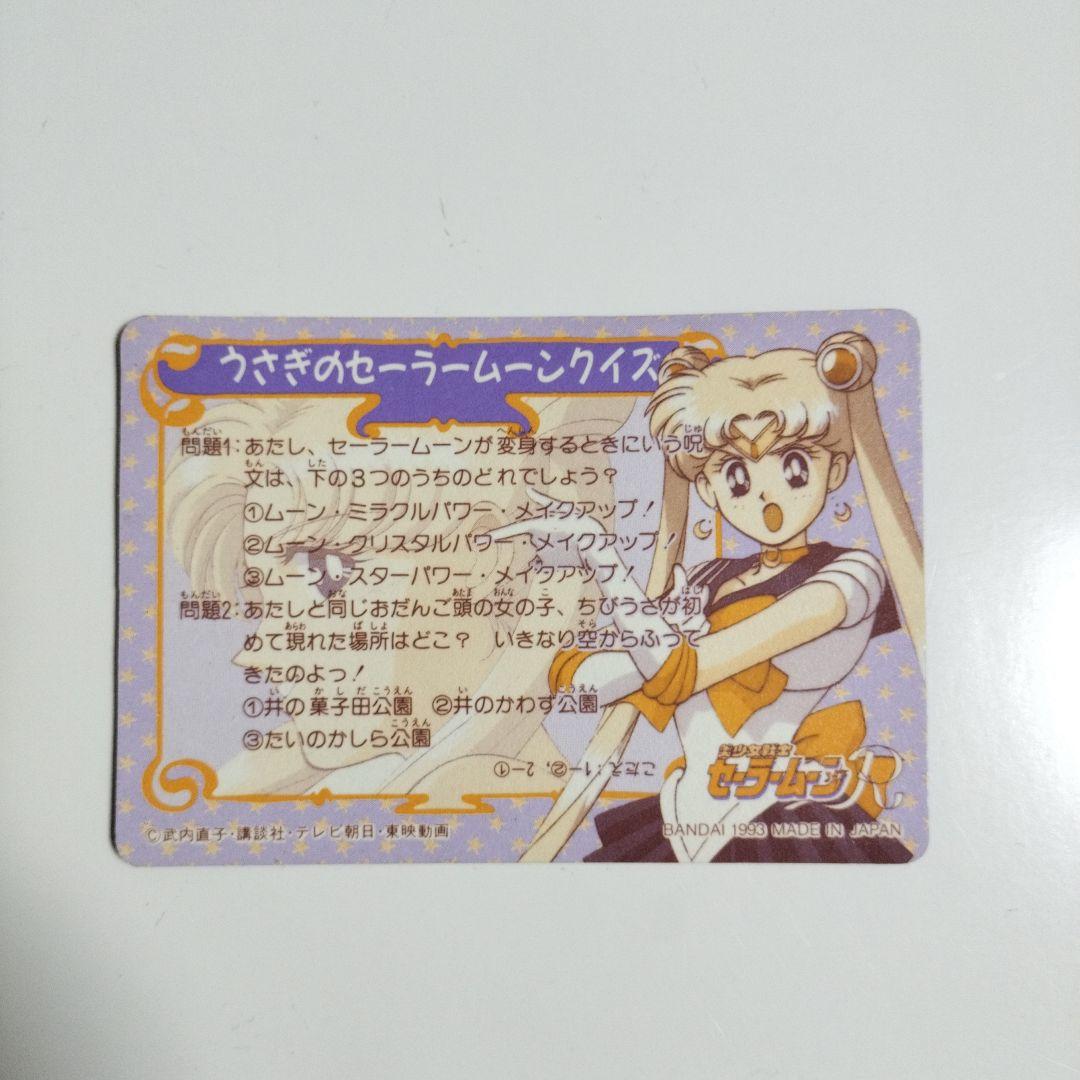 うさぎのセーラームーンクイズ
問題1:あたし、セーラームーンが変身するときにいう呪
文は、下の3つのうちのどれでしょう?
①ムーン・ミラクルパワー・メイクアップ!
②ムーン・クリスタルパワー・メイクアップ!
③ムーン・スターパワー・メイクアップ!
問題2:あたしと同じおだんご頭の女の子、ちびうさが初
めて現れた場所はどこ? いきなり空からふって
きたのよっ!
①井の菓子田公園 ②井のかわず公園
③たいのかしら公園
こたえ:1―②, 2―①
美少女戦士
セーラームーンR
©武内直子・講談社・テレビ朝日・東映動画
BANDAI 1993 MADE IN JAPAN